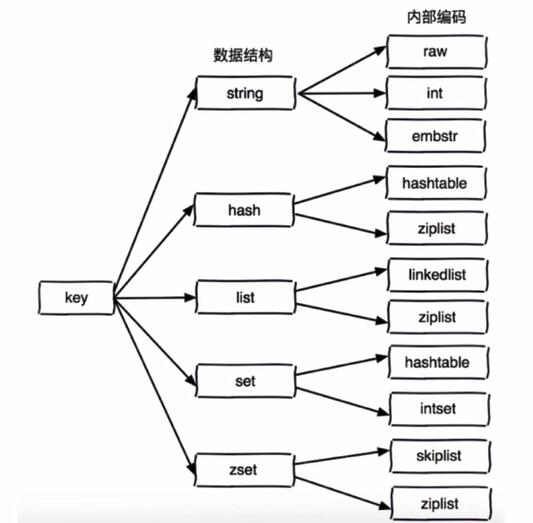 内部编码
数据结构
raw
string
int
embstr
hashtable
hash
ziplist
linkedlist
key
list
ziplist
hashtable
set
intset
skiplist
zset
ziplist